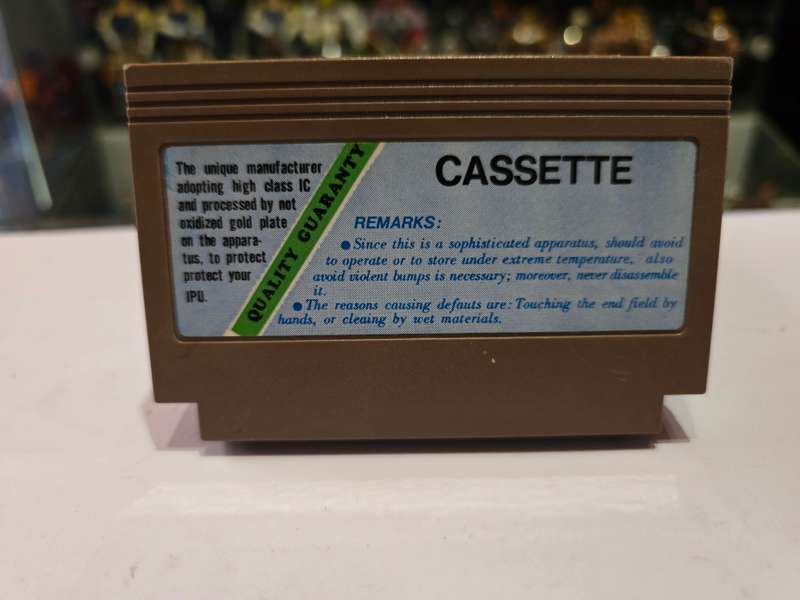 The unique manufacturer
adopting high class IC
and processed by not
oxidized gold plate
on the appara-
tus, to protect
protect your
IPU.
QUALITY GUARANTY
CASSETTE
REMARKS:
● Since this is a sophisticated apparatus, should avoid
to operate or to store under extreme temperature, also
avoid violent bumps is necessary; moreover, never disassemble
it.
● The reasons causing defauts are: Touching the end field by
hands, or cleaing by wet materials.